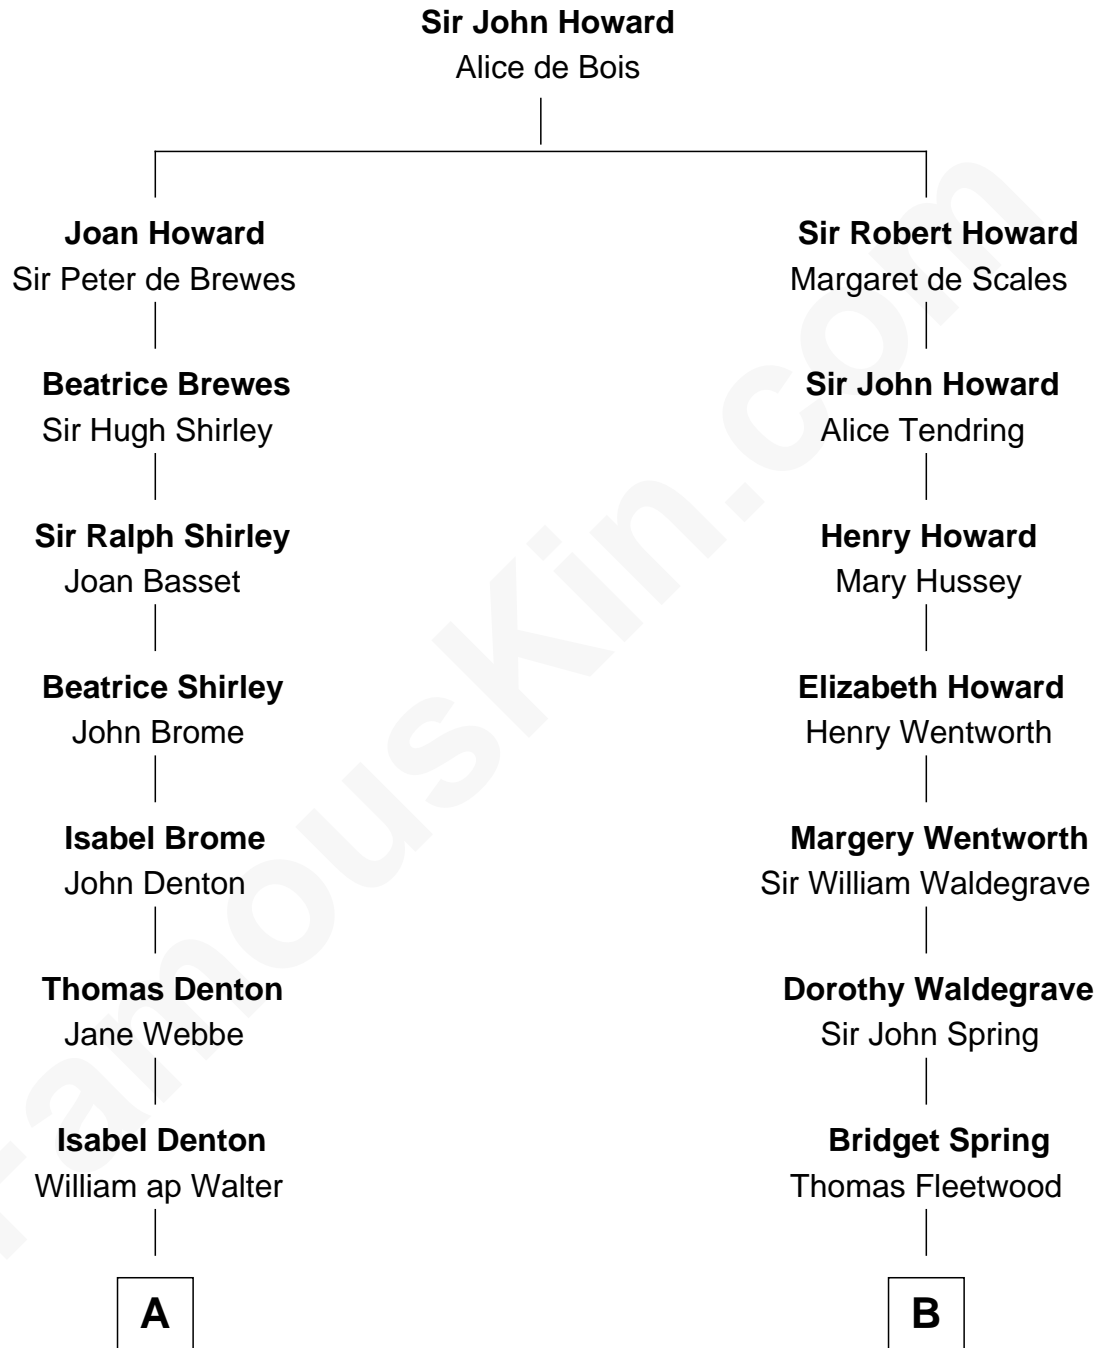 Sir John Howard
Alice de Bois
Joan Howard
Sir Peter de Brewes
Sir Robert Howard
Margaret de Scales
Beatrice Brewes
Sir Hugh Shirley
Sir John Howard
Alice Tendring
Sir Ralph Shirley
Joan Basset
Henry Howard
Mary Hussey
Beatrice Shirley
John Brome
Elizabeth Howard
Henry Wentworth
Isabel Brome
John Denton
Margery Wentworth
Sir William Waldegrave
Thomas Denton
Jane Webbe
Dorothy Waldegrave
Sir John Spring
Isabel Denton
William ap Walter
Bridget Spring
Thomas Fleetwood
A
B
FamousKin.com